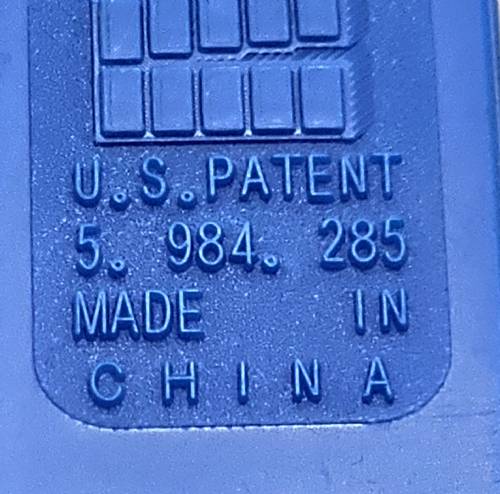 U.S.PATENT
5. 984. 285
MADE IN
CHINA